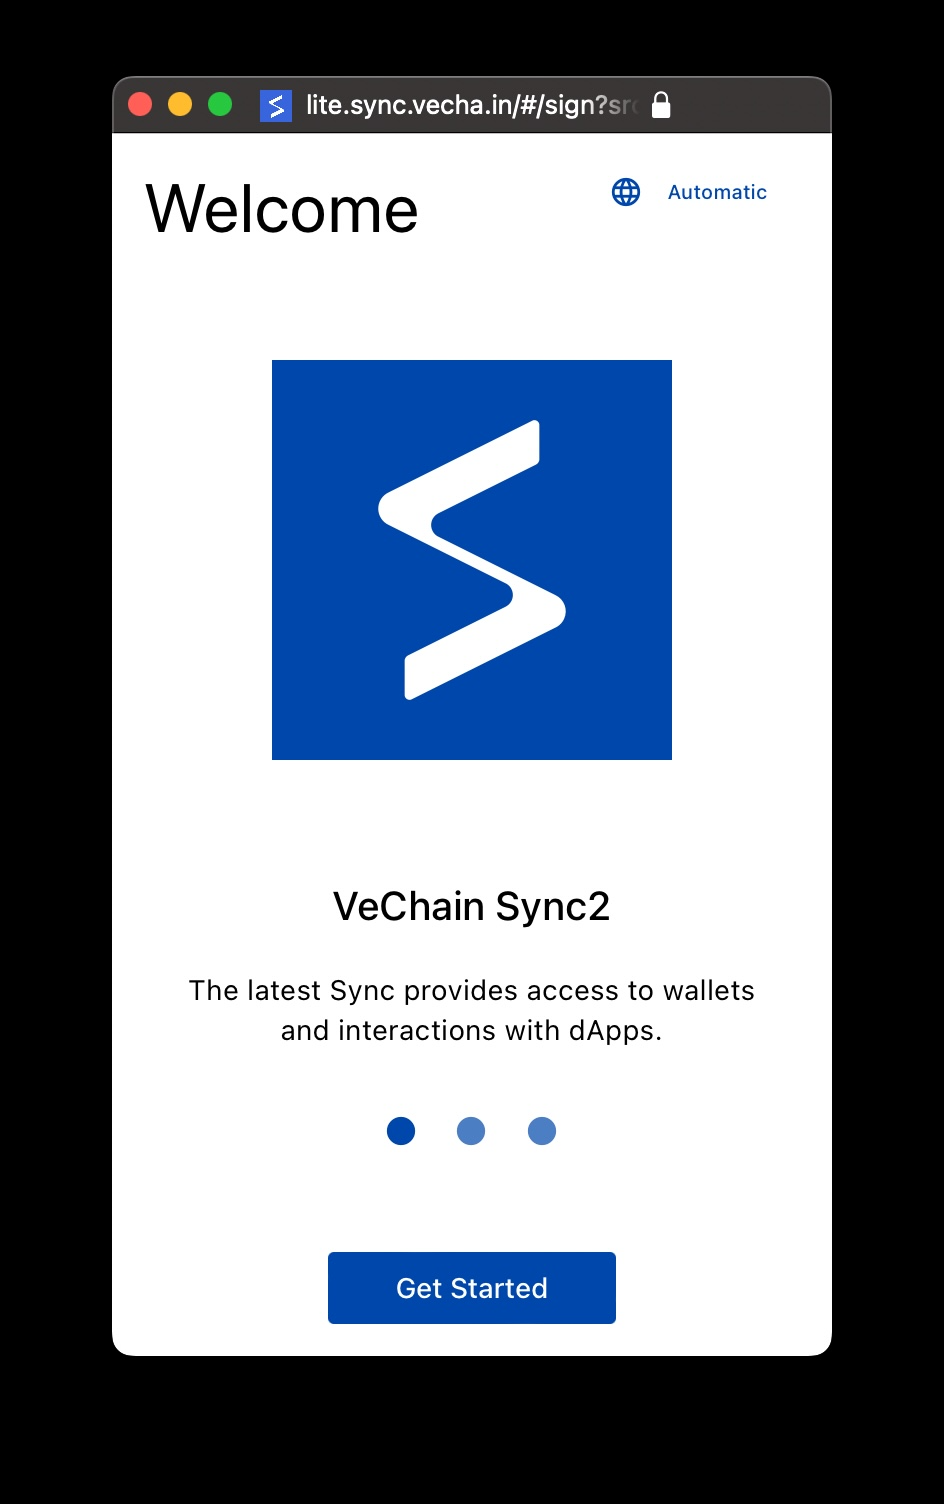 lite.sync.vecha.in/#/sign?src
Welcome
Automatic
VeChain Sync2
The latest Sync provides access to wallets
and interactions with dApps.
Get Started